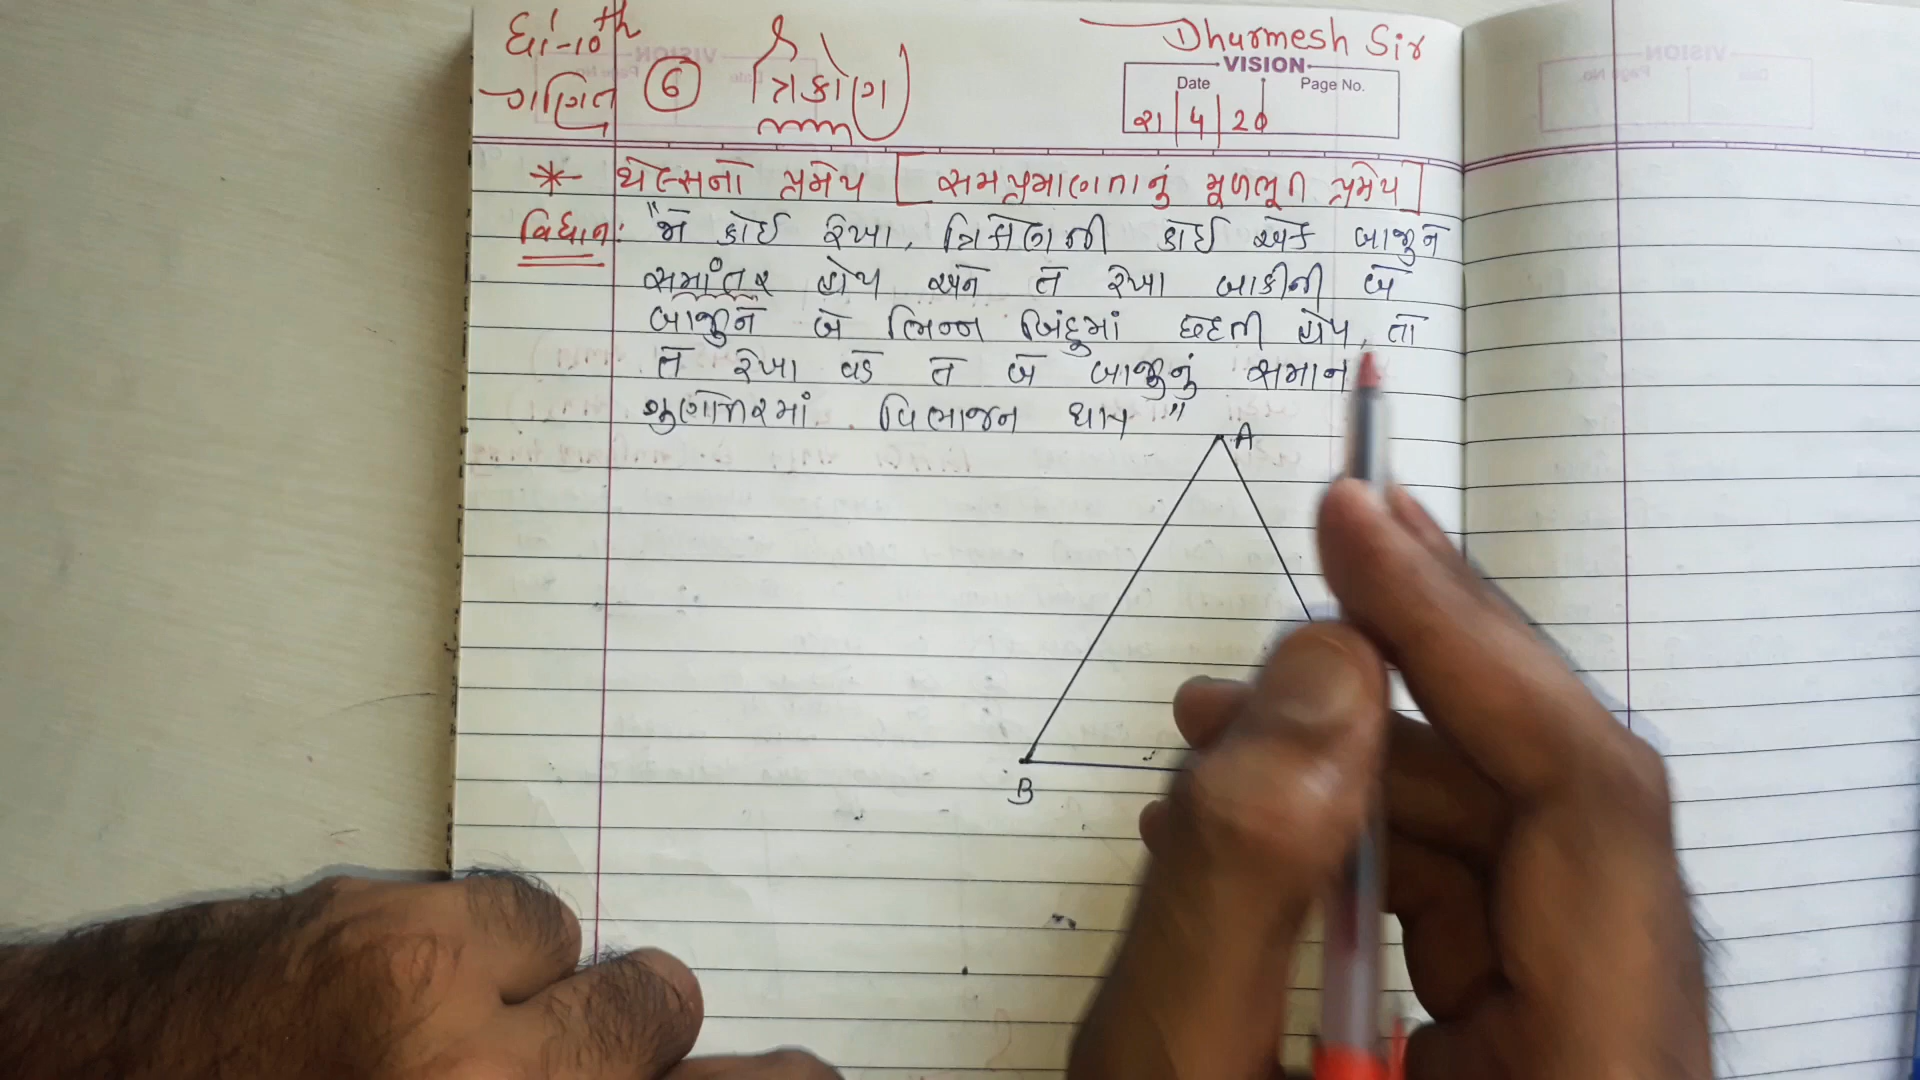 ધો-10th
ગણિત
⑥ ત્રિકોણ
Dharmesh Sir
VISION
Date Page No.
21/4/20
* થેલ્સનો પ્રમેય [ સમપ્રમાણતાનું મૂળભૂત પ્રમેય ]
વિધાન: "જો કોઈ રેખા, ત્રિકોણની કોઈ એક બાજુને
સમાંતર હોય અને તે રેખા બાકીની બે
બાજુને બે ભિન્ન બિંદુમાં છેદતી હોય, તો
તે રેખા વડે તે બે બાજુનું સમાન
ગુણોત્તરમાં વિભાજન થાય"
A
B